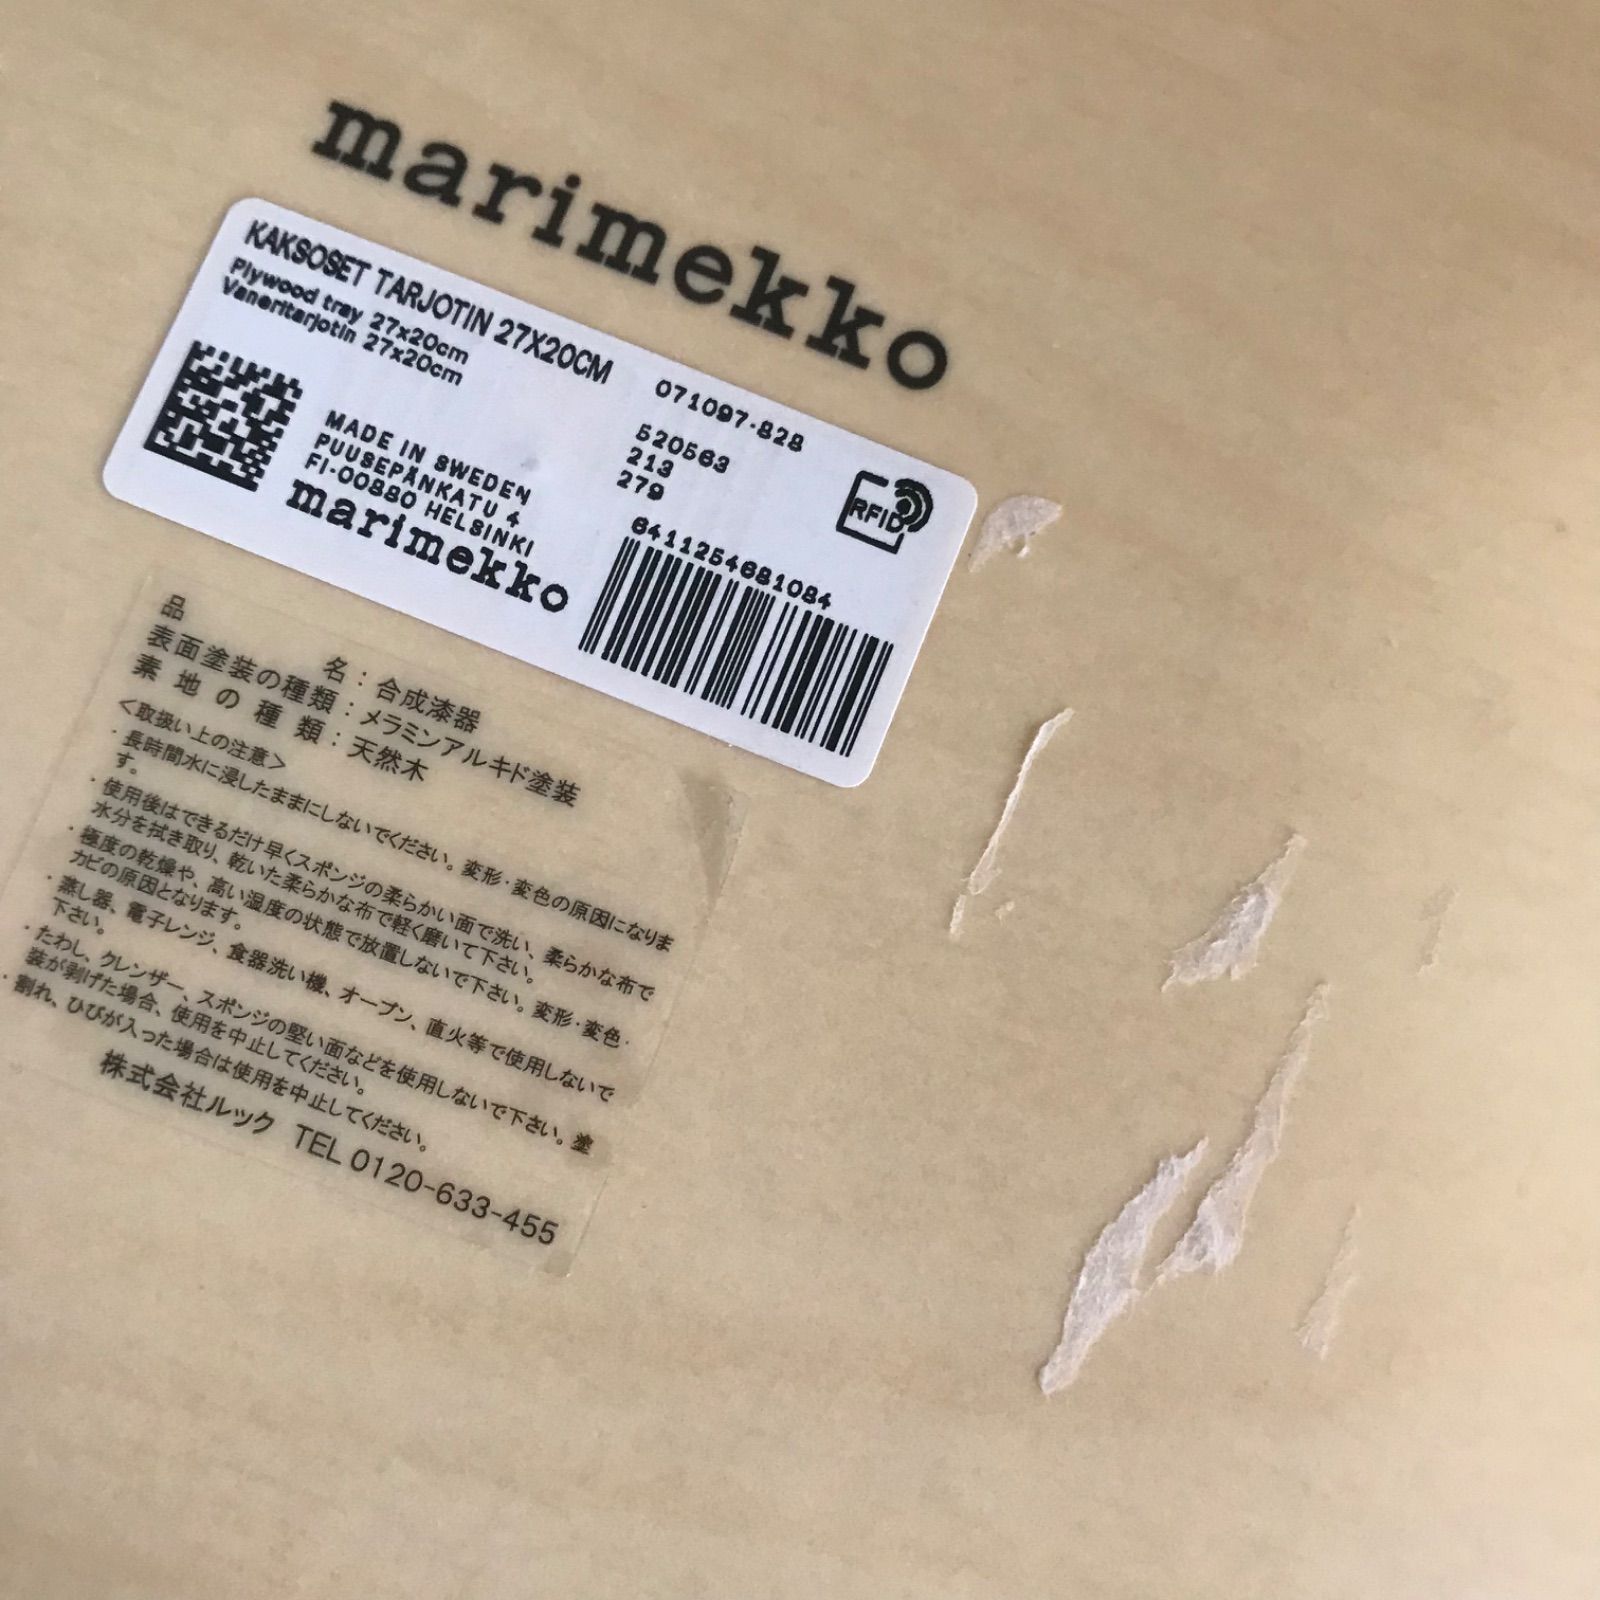 marimekko
KAKSOSET TARJOTIN 27X20CM
Plywood tray 27x20cm
Vaneritarjotin 27x20cm
071097-828
520563
213
279
MADE IN SWEDEN
PUUSEPÄNKATU 4
FI-00880 HELSINKI
marimekko
RFID
6411254681084
品名：合成漆器
表面塗装の種類：メラミンアルキド塗装
素地の種類：天然木
＜取扱い上の注意＞
・長時間水に浸したままにしないでください。変形・変色の原因になりま
す。
・使用後はできるだけ早くスポンジの柔らかい面で洗い、柔らかな布で
水分を拭き取り、乾いた柔らかな布で軽く磨いて下さい。
・極度の乾燥や、高い湿度の状態で放置しないで下さい。変形・変色・
カビの原因となります。
・蒸し器、電子レンジ、食器洗い機、オーブン、直火等で使用しないで
下さい。
・たわし、クレンザー、スポンジの堅い面などを使用しないで下さい。塗
装が剥げた場合、使用を中止してください。
・割れ、ひびが入った場合は使用を中止してください。
株式会社ルック TEL 0120-633-455